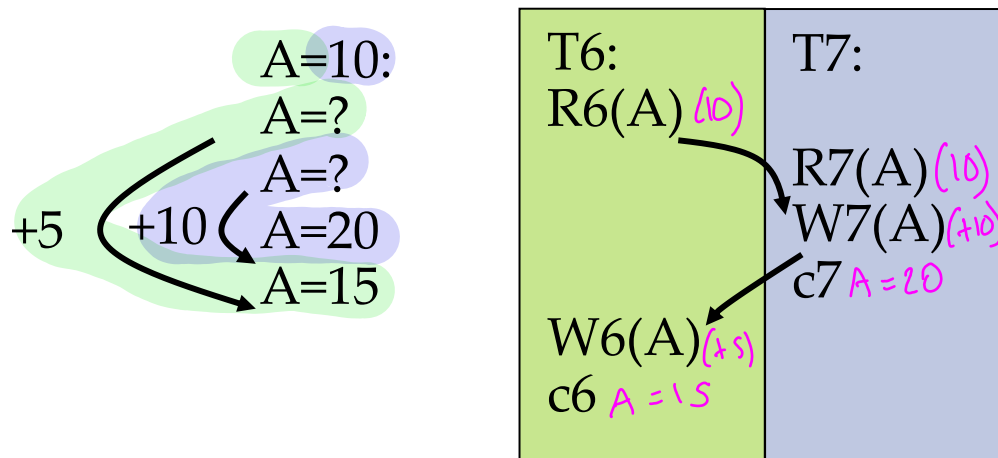 A=10:
A=?
A=?
+5
+10
A=20
A=15
T6:
R6(A) (10)
W6(A) (+5)
c6 A = 15
T7:
R7(A) (10)
W7(A) (+10)
c7 A = 20